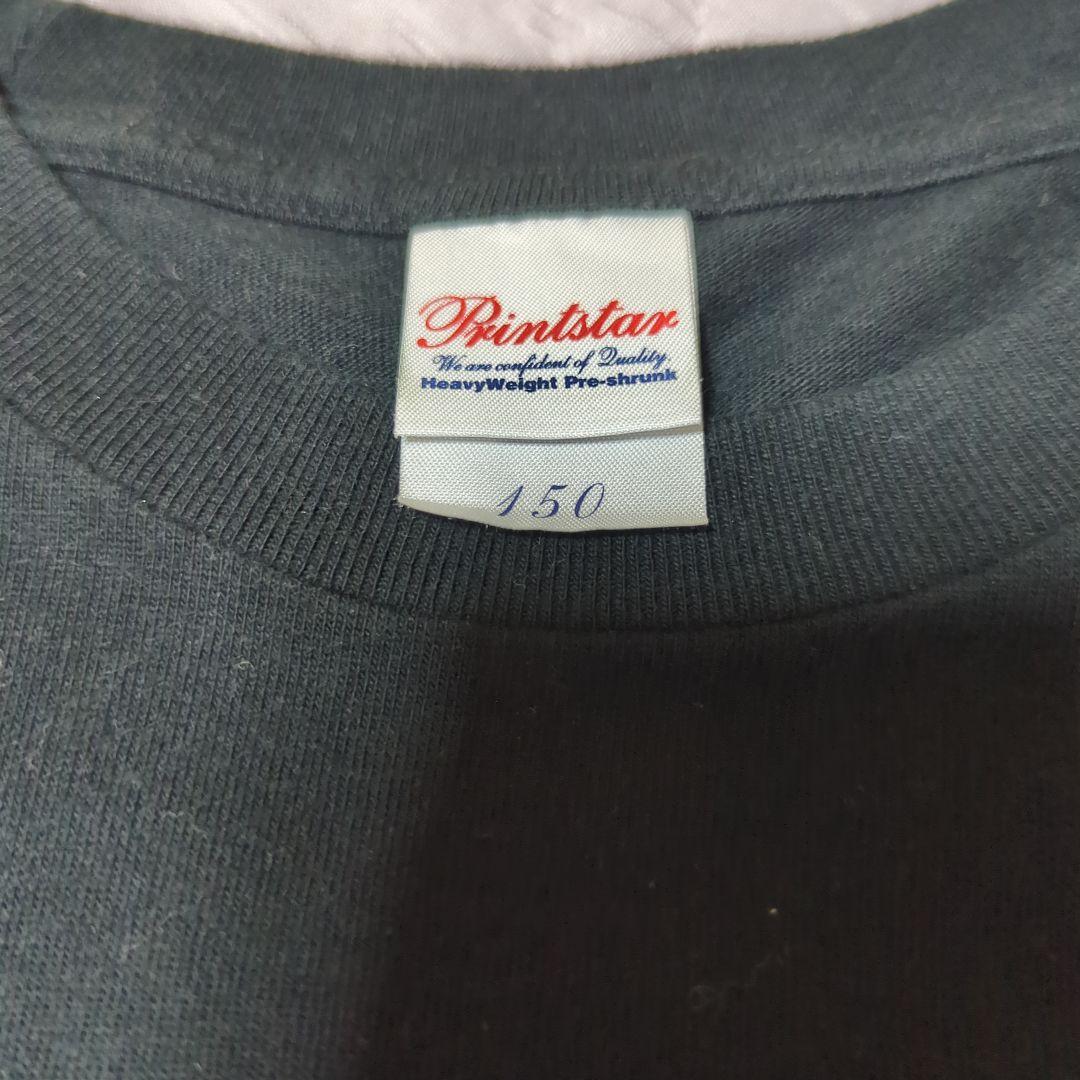 Printstar
We are confident of Quality
HeavyWeight Pre-shrunk
150